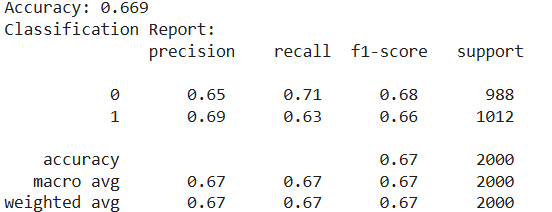 Accuracy: 0.669
Classification Report:
precision recall f1-score support
0 0.65 0.71 0.68 988
1 0.69 0.63 0.66 1012
accuracy 0.67 2000
macro avg 0.67 0.67 0.67 2000
weighted avg 0.67 0.67 0.67 2000